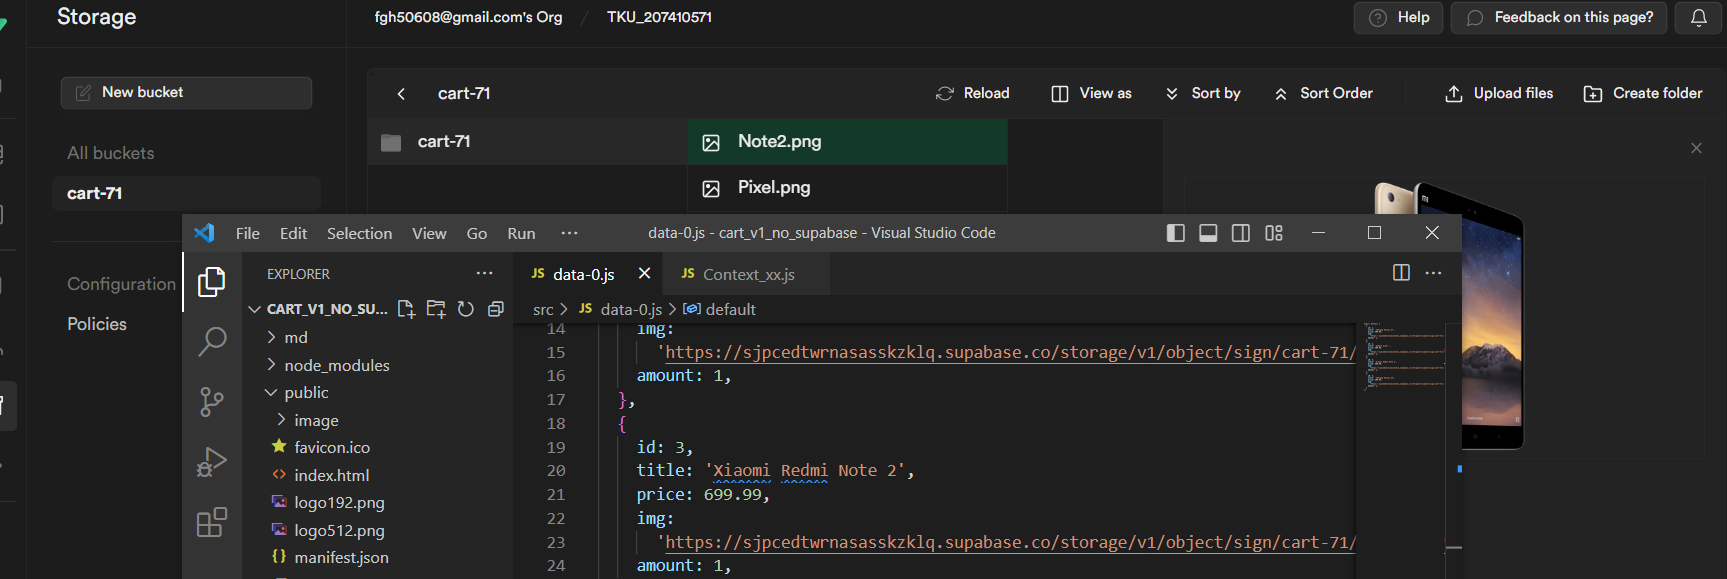 Storage
fgh50608@gmail.com's Org / TKU_207410571
Help
Feedback on this page?
New bucket
cart-71
Reload
View as
Sort by
Sort Order
Upload files
Create folder
All buckets
cart-71
cart-71
Note2.png
Pixel.png
Configuration
Policies
File Edit Selection View Go Run ···
data-0.js - cart_v1_no_supabase - Visual Studio Code
EXPLORER
JS data-0.js
JS Context_xx.js
CART_V1_NO_SU...
src > JS data-0.js > default
md
node_modules
public
image
favicon.ico
index.html
logo192.png
logo512.png
manifest.json
14 img:
15 'https://sjpcedtwrnasasskzklq.supabase.co/storage/v1/object/sign/cart-71/
16 amount: 1,
17 },
18 {
19 id: 3,
20 title: 'Xiaomi Redmi Note 2',
21 price: 699.99,
22 img:
23 'https://sjpcedtwrnasasskzklq.supabase.co/storage/v1/object/sign/cart-71/
24 amount: 1,